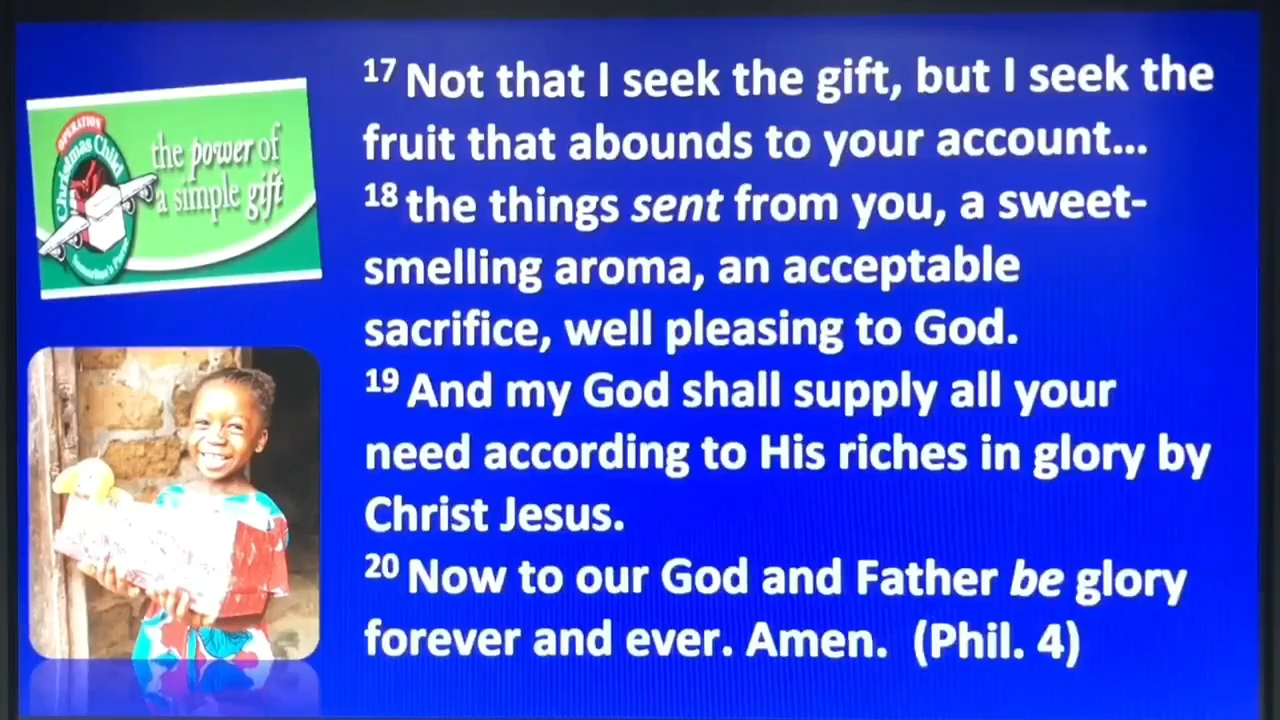 OPERATION
Christmas Child
Samaritan's Purse
the power of
a simple gift
17 Not that I seek the gift, but I seek the
fruit that abounds to your account...
18 the things sent from you, a sweet-
smelling aroma, an acceptable
sacrifice, well pleasing to God.
19 And my God shall supply all your
need according to His riches in glory by
Christ Jesus.
20 Now to our God and Father be glory
forever and ever. Amen. (Phil. 4)